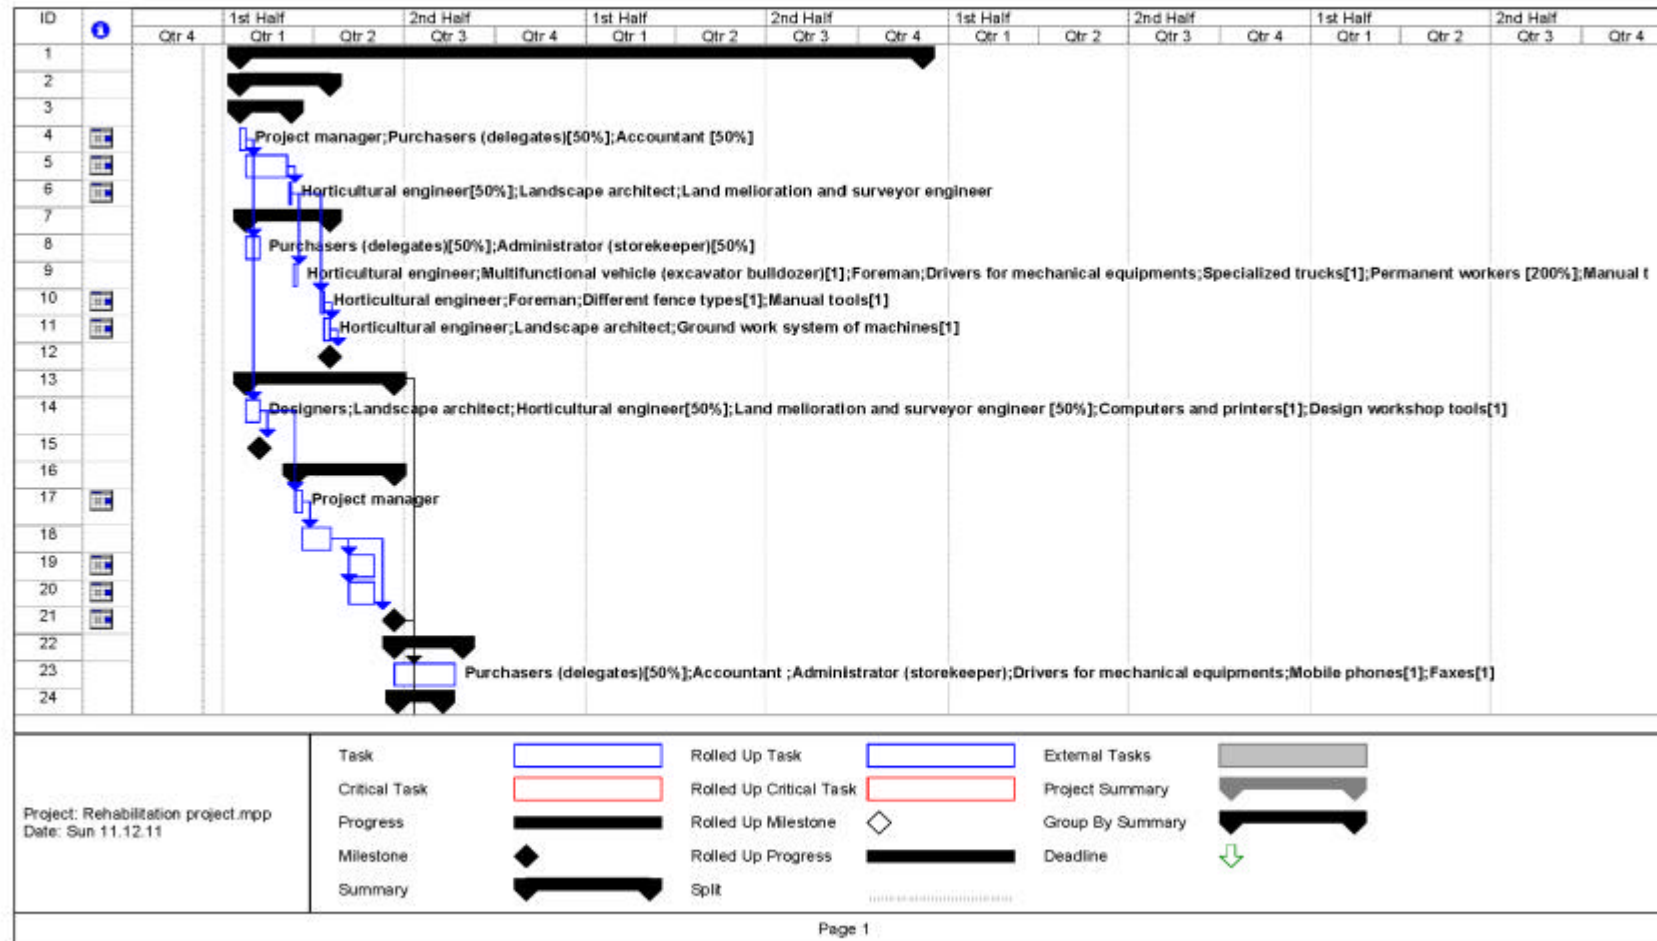 ID 1st Half 2nd Half 1st Half 2nd Half 1st Half 2nd Half 1st Half 2nd Half
Qtr 4 Qtr 1 Qtr 2 Qtr 3 Qtr 4 Qtr 1 Qtr 2 Qtr 3 Qtr 4 Qtr 1 Qtr 2 Qtr 3 Qtr 4 Qtr 1 Qtr 2 Qtr 3 Qtr 4
1
2
3
4 Project manager;Purchasers (delegates)[50%];Accountant [50%]
5
6 Horticultural engineer[50%];Landscape architect;Land melioration and surveyor engineer
7
8 Purchasers (delegates)[50%];Administrator (storekeeper)[50%]
9 Horticultural engineer;Multifunctional vehicle (excavator bulldozer)[1];Foreman;Drivers for mechanical equipments;Specialized trucks[1];Permanent workers [200%];Manual t
10 Horticultural engineer;Foreman;Different fence types[1];Manual tools[1]
11 Horticultural engineer;Landscape architect;Ground work system of machines[1]
12
13
14 Designers;Landscape architect;Horticultural engineer[50%];Land melioration and surveyor engineer [50%];Computers and printers[1];Design workshop tools[1]
15
16
17 Project manager
18
19
20
21
22
23 Purchasers (delegates)[50%];Accountant ;Administrator (storekeeper);Drivers for mechanical equipments;Mobile phones[1];Faxes[1]
24
Project: Rehabilitation project.mpp
Date: Sun 11.12.11
Task Rolled Up Task External Tasks
Critical Task Rolled Up Critical Task Project Summary
Progress Rolled Up Milestone Group By Summary
Milestone Rolled Up Progress Deadline
Summary Split
Page 1